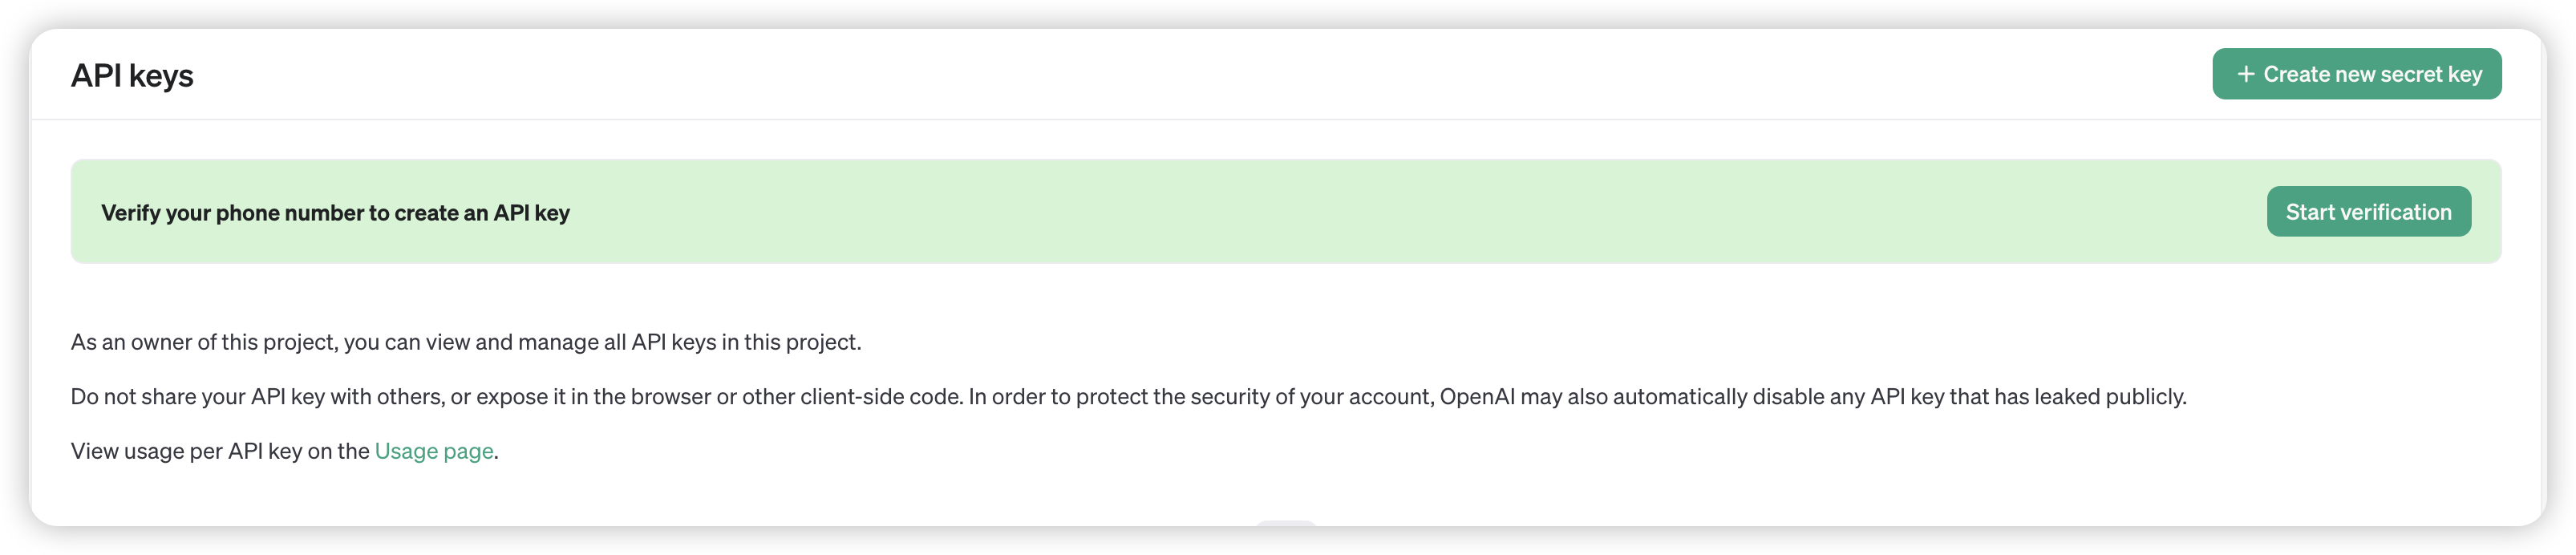 API keys
+ Create new secret key
Verify your phone number to create an API key
Start verification
As an owner of this project, you can view and manage all API keys in this project.
Do not share your API key with others, or expose it in the browser or other client-side code. In order to protect the security of your account, OpenAI may also automatically disable any API key that has leaked publicly.
View usage per API key on the Usage page.